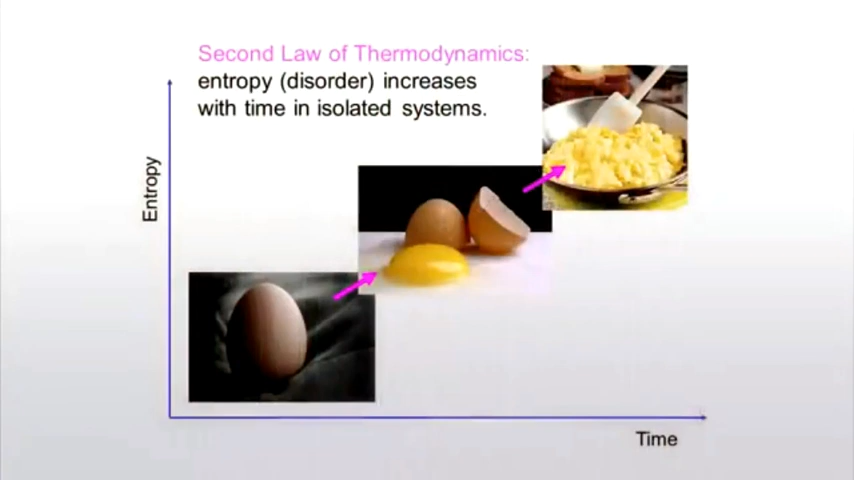 Second Law of Thermodynamics:
entropy (disorder) increases
with time in isolated systems.
Entropy
Time